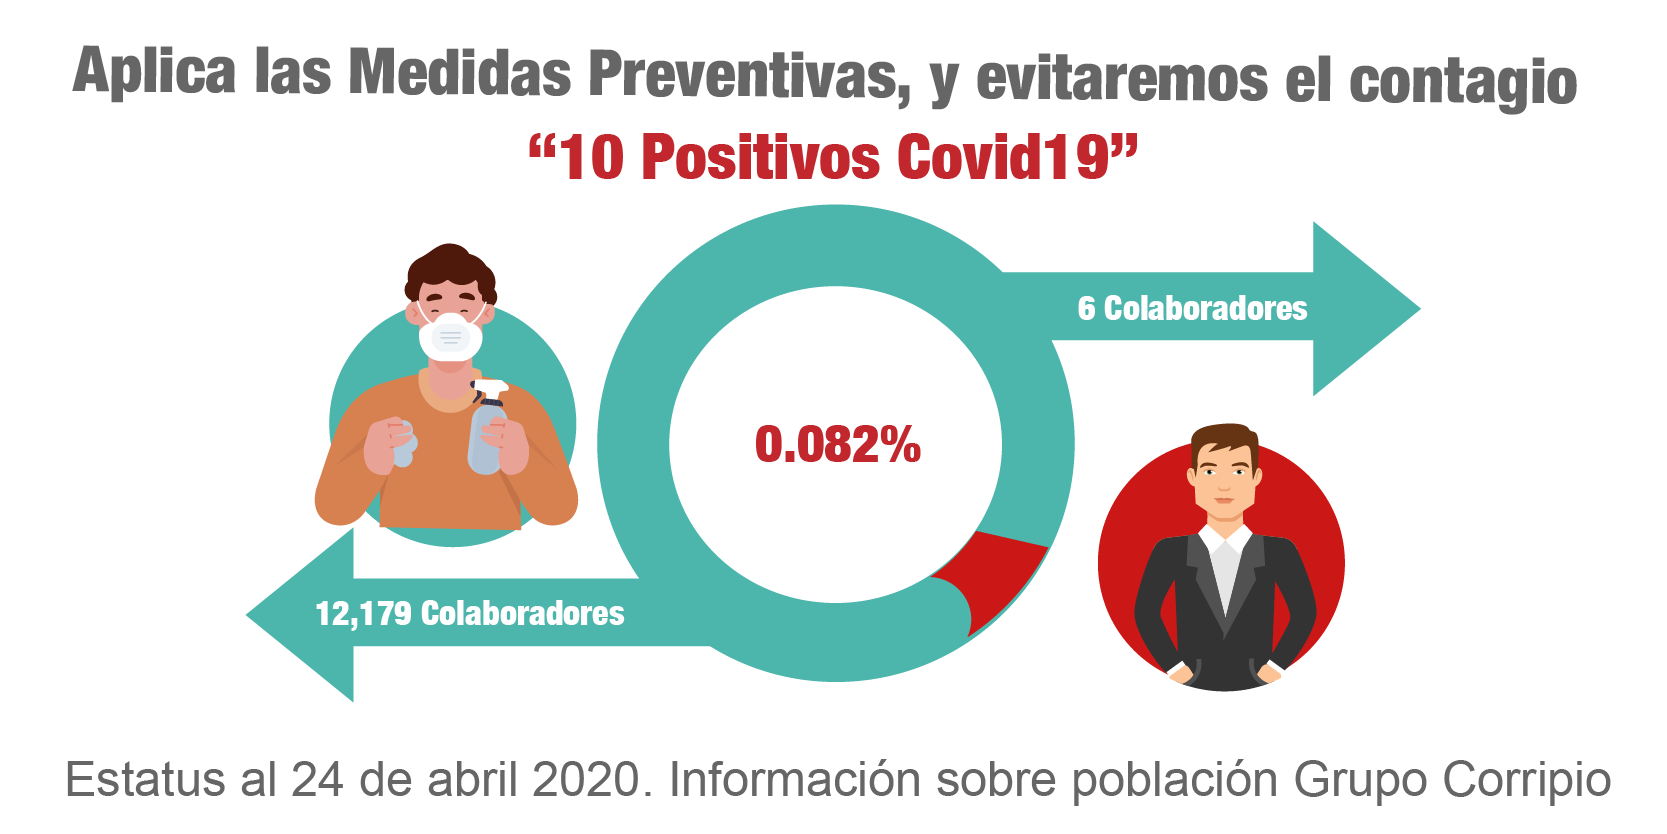 Aplica las Medidas Preventivas, y evitaremos el contagio
“10 Positivos Covid19”
6 Colaboradores
0.082%
12,179 Colaboradores
Estatus al 24 de abril 2020. Información sobre población Grupo Corripio